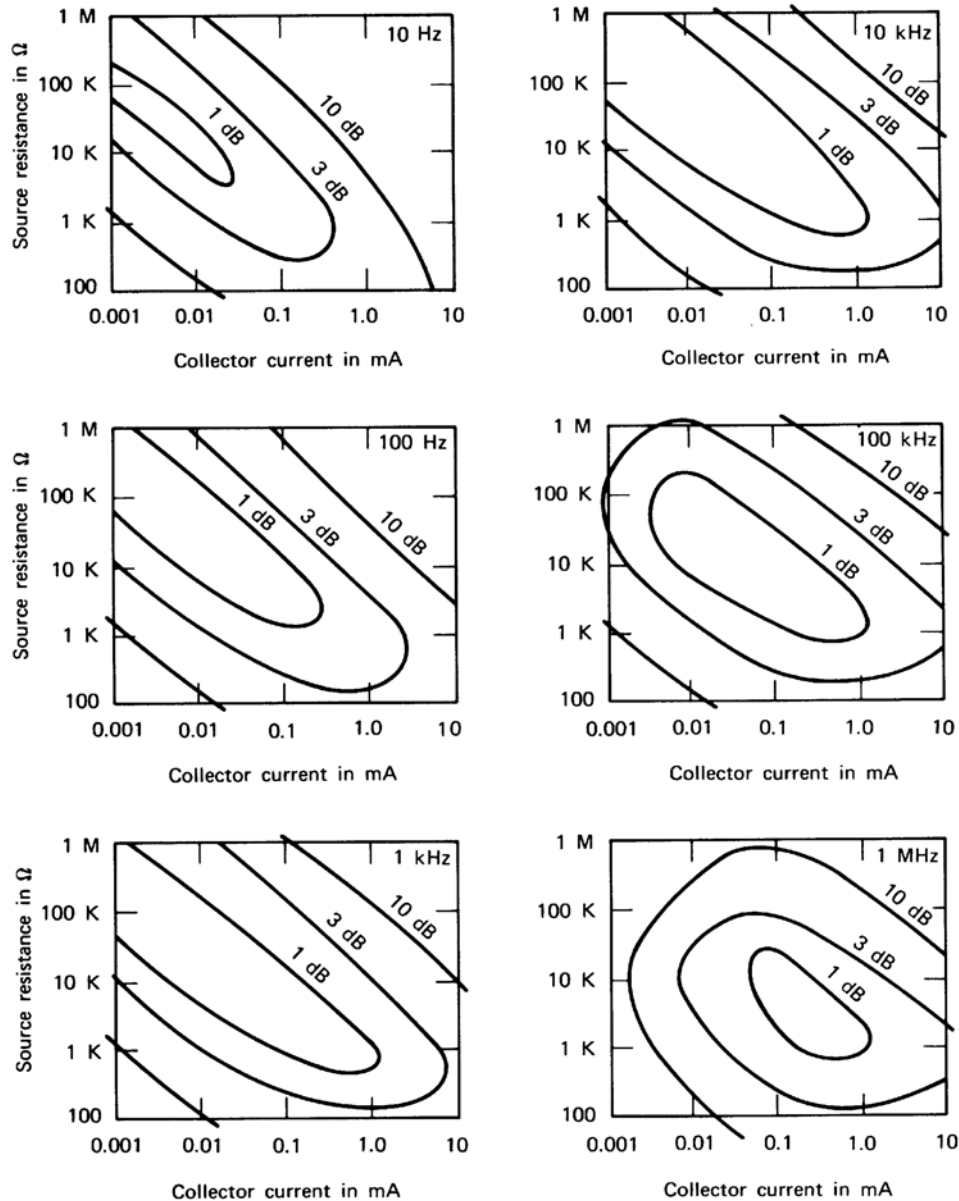 Source resistance in Ω
1 M
100 K
10 K
1 K
100
10 Hz
1 dB
3 dB
10 dB
0.001
0.01
0.1
1.0
10
Collector current in mA
1 M
100 K
10 K
1 K
100
10 kHz
1 dB
3 dB
10 dB
0.001
0.01
0.1
1.0
10
Collector current in mA
Source resistance in Ω
1 M
100 K
10 K
1 K
100
100 Hz
1 dB
3 dB
10 dB
0.001
0.01
0.1
1.0
10
Collector current in mA
1 M
100 K
10 K
1 K
100
100 kHz
1 dB
3 dB
10 dB
0.001
0.01
0.1
1.0
10
Collector current in mA
Source resistance in Ω
1 M
100 K
10 K
1 K
100
1 kHz
1 dB
3 dB
10 dB
0.001
0.01
0.1
1.0
10
Collector current in mA
1 M
100 K
10 K
1 K
100
1 MHz
1 dB
3 dB
10 dB
0.001
0.01
0.1
1.0
10
Collector current in mA